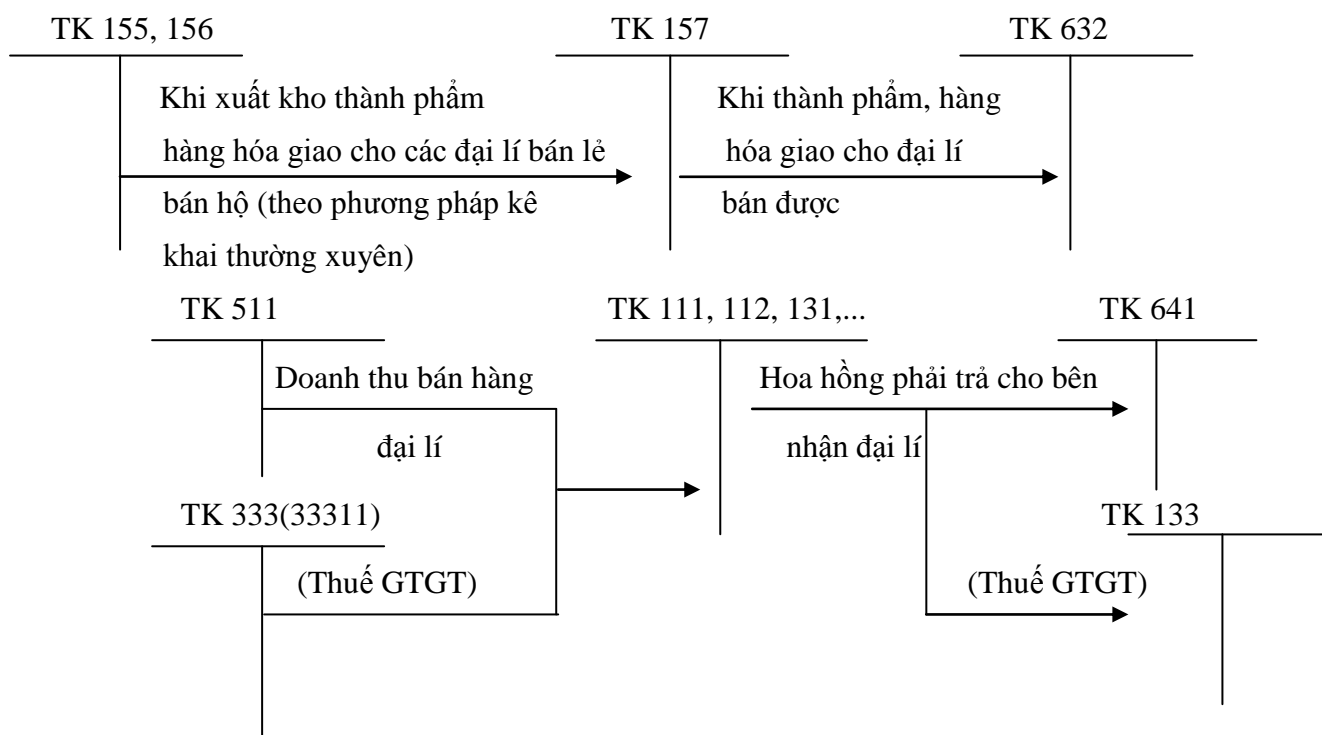 TK 155, 156
TK 157
TK 632
Khi xuất kho thành phẩm
hàng hóa giao cho các đại lí bán lẻ
bán hộ (theo phương pháp kê
khai thường xuyên)
Khi thành phẩm, hàng
hóa giao cho đại lí
bán được
TK 511
TK 111, 112, 131,...
TK 641
Doanh thu bán hàng
đại lí
Hoa hồng phải trả cho bên
nhận đại lí
TK 333(33311)
TK 133
(Thuế GTGT)
(Thuế GTGT)